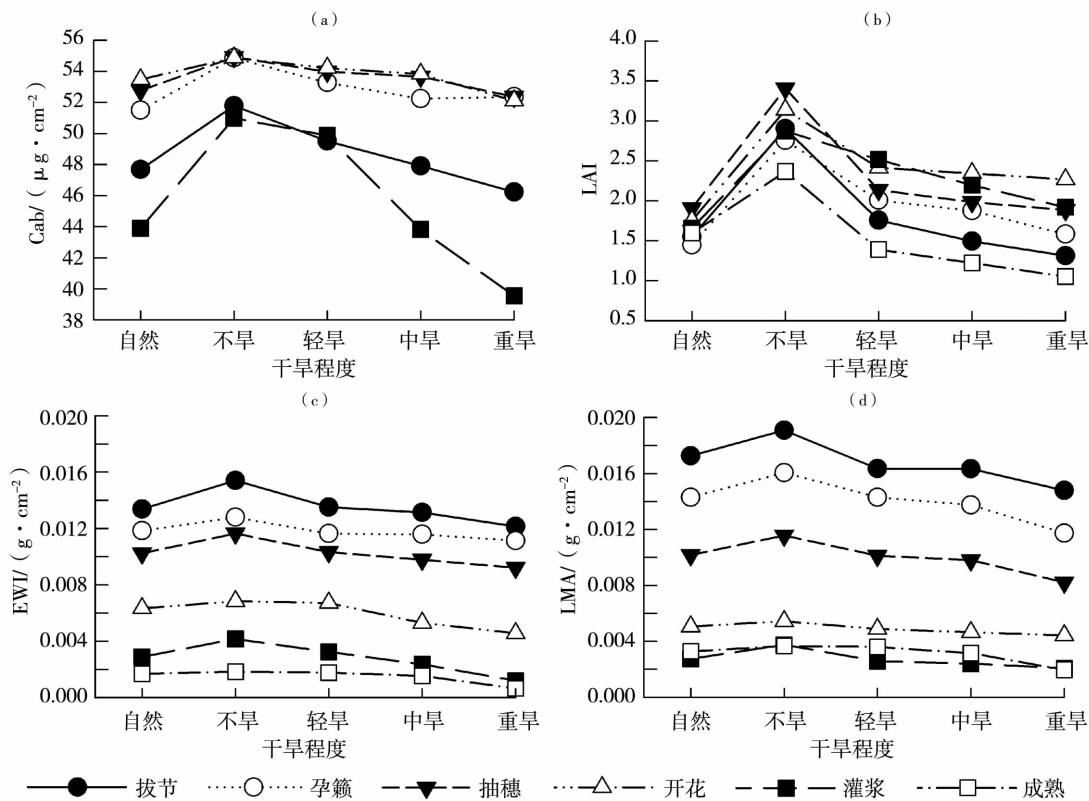 (a)
Cab/(μg·cm⁻²)
56
54
52
50
48
46
44
42
40
38
自然 不旱 轻旱 中旱 重旱
干旱程度
(b)
LAI
4.0
3.5
3.0
2.5
2.0
1.5
1.0
0.5
自然 不旱 轻旱 中旱 重旱
干旱程度
(c)
EWI/(g·cm⁻²)
0.020
0.016
0.012
0.008
0.004
0.000
自然 不旱 轻旱 中旱 重旱
干旱程度
(d)
LMA/(g·cm⁻²)
0.020
0.016
0.012
0.008
0.004
0.000
自然 不旱 轻旱 中旱 重旱
干旱程度
拔节 孕籁 抽穗 开花 灌浆 成熟